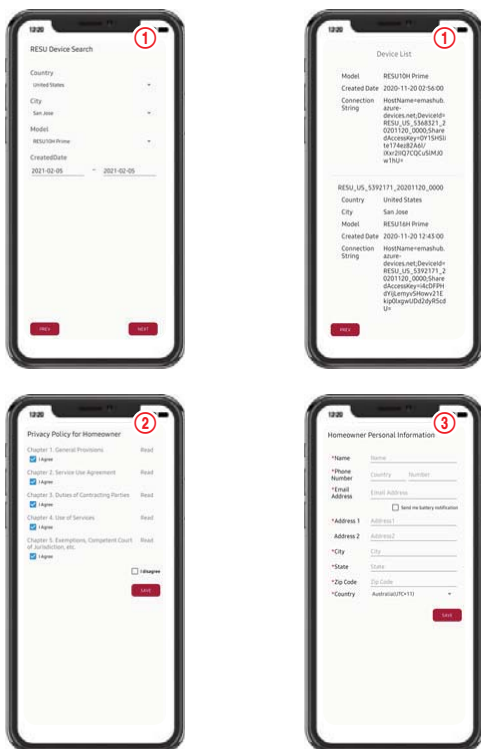 12:20
①
RESU Device Search
Country
United States
City
San Jose
Model
RESU10H Prime
CreatedDate
2021-02-05 ~ 2021-02-05
PREV NEXT
①
Device List
Model RESU10H Prime
Created Date 2020-11-20 02:56:00
Connection HostName=emashub.
String azure-
devices.net;DeviceId=
RESU_US_5368321_2
0201120_0000;Share
RESU_US_5392171_20201120_0000
Country United States
City San Jose
Model RESU16H Prime
Created Date 2020-11-20 12:43:00
Connection HostName=emashub.
String azure-
devices.net;DeviceId=
RESU_US_5392171_2
0201120_0000;Share
PREV
12:20
②
Privacy Policy for Homeowner
Chapter 1. General Provisions. Read
I Agree
Chapter 2. Service Use Agreement Read
I Agree
Chapter 3. Duties of Contracting Parties Read
I Agree
Chapter 4. Use of Services Read
I Agree
Chapter 5. Exemptions, Competent Court Read
of Jurisdiction, etc.
I Agree
I disagree
SAVE
12:20
③
Homeowner Personal Information
*Name Name
*Phone Country Number
Number
*Email Email Address
Address
Send me battery notification
*Address 1 Address1
Address 2 Address2
*City City
*State State
*Zip Code Zip Code
*Country Australia(UTC+11)
SAVE